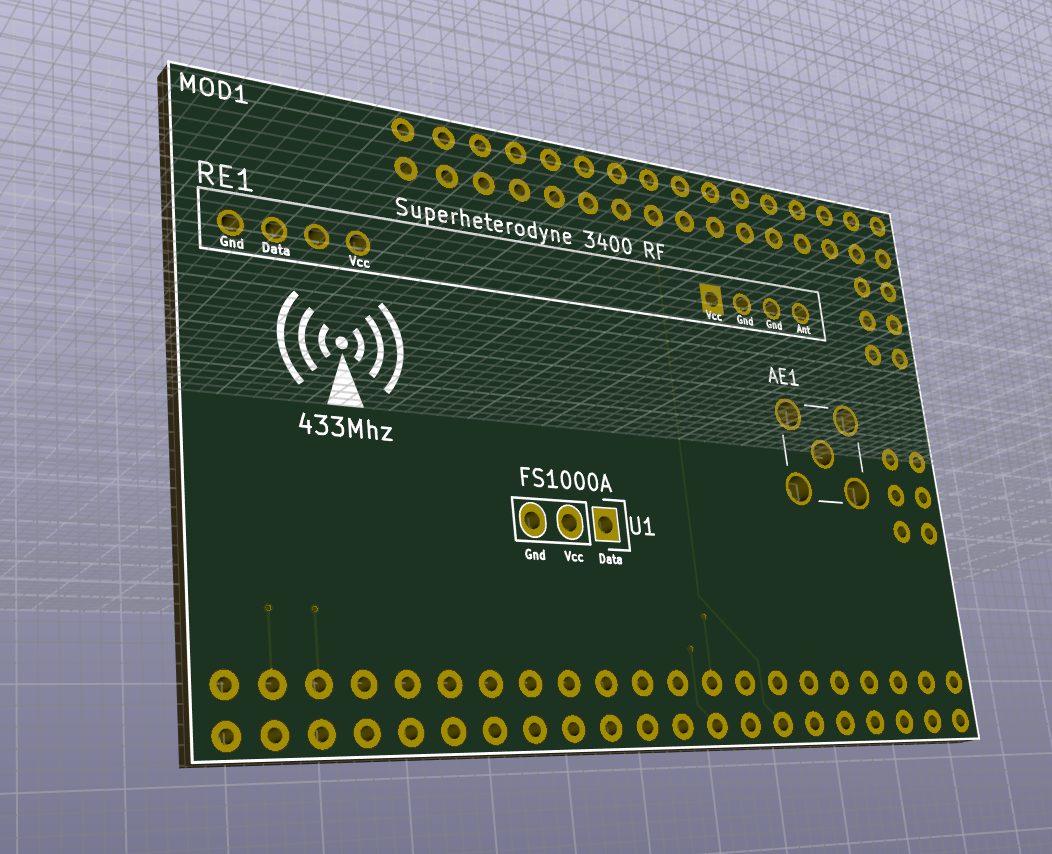 MOD1
RE1
Superheterodyne 3400 RF
Gnd Data Vcc
Vcc Gnd Gnd Ant
AE1
433Mhz
FS1000A
U1
Gnd Vcc Data